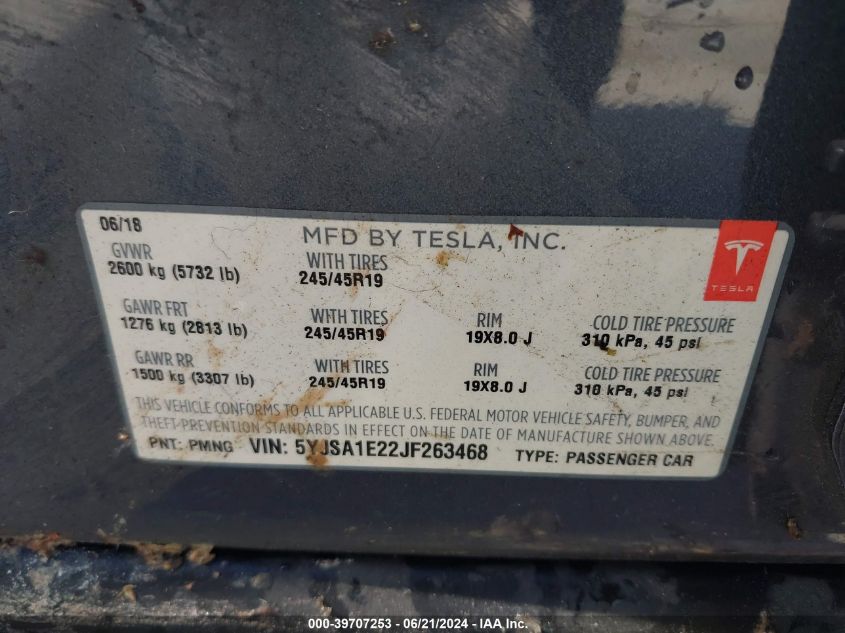 06/18
MFD BY TESLA, INC.
TESLA
GVWR WITH TIRES
2600 kg (5732 lb) 245/45R19
GAWR FRT WITH TIRES RIM COLD TIRE PRESSURE
1276 kg (2813 lb) 245/45R19 19X8.0 J 310 kPa, 45 psi
GAWR RR WITH TIRES RIM COLD TIRE PRESSURE
1500 kg (3307 lb) 245/45R19 19X8.0 J 310 kPa, 45 psi
THIS VEHICLE CONFORMS TO ALL APPLICABLE U.S. FEDERAL MOTOR VEHICLE SAFETY, BUMPER, AND
THEFT-PREVENTION STANDARDS IN EFFECT ON THE DATE OF MANUFACTURE SHOWN ABOVE.
PNT: PMNG VIN: 5YJSA1E22JF263468 TYPE: PASSENGER CAR
000-39707253 - 06/21/2024 - IAA Inc.